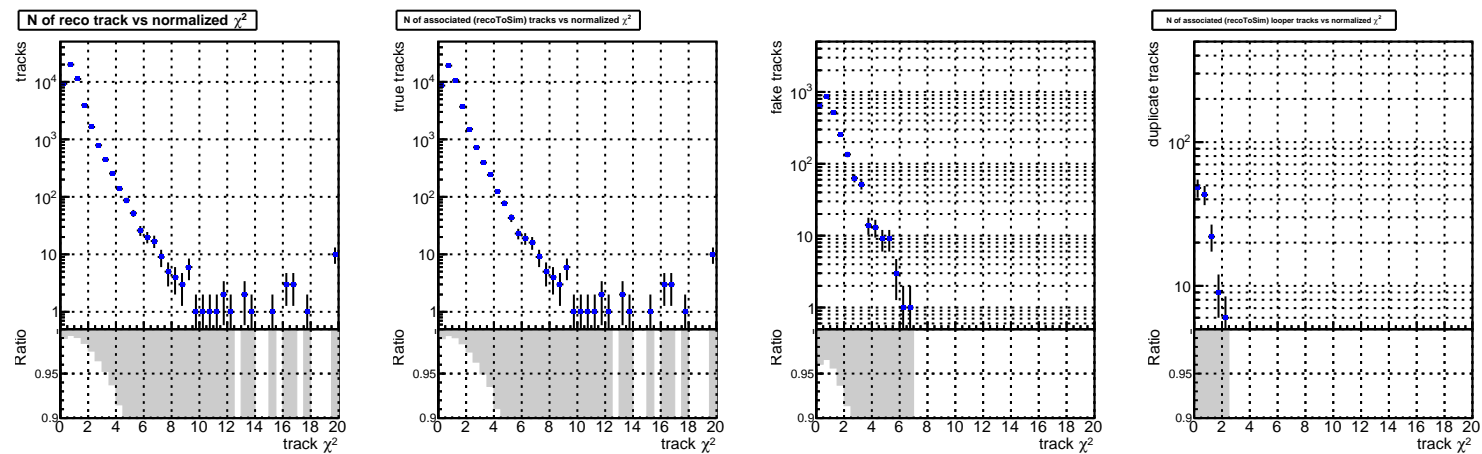 N of reco track vs normalized χ²
tracks
10⁴
10³
10²
10
1
Ratio
0.95
0.9
0 2 4 6 8 10 12 14 16 18 20
track χ²
N of associated (recoToSim) tracks vs normalized χ²
true tracks
10⁴
10³
10²
10
1
Ratio
0.95
0.9
0 2 4 6 8 10 12 14 16 18 20
track χ²
fake tracks
10³
10²
10
1
Ratio
0.95
0.9
0 2 4 6 8 10 12 14 16 18 20
track χ²
N of associated (recoToSim) looper tracks vs normalized χ²
duplicate tracks
10²
10
Ratio
0.95
0.9
0 2 4 6 8 10 12 14 16 18 20
track χ²